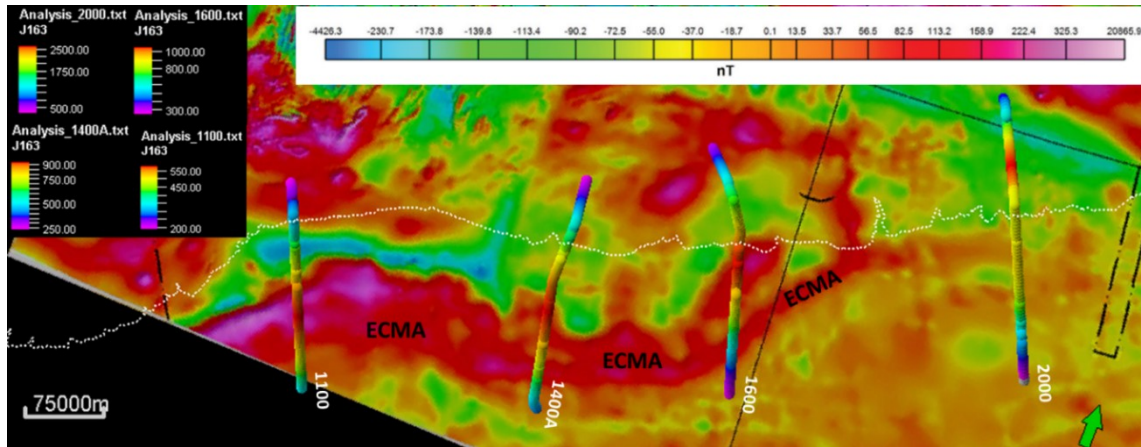 Analysis_2000.txt
J163
2500.00
1750.00
500.00
Analysis_1600.txt
J163
1000.00
800.00
300.00
Analysis_1400A.txt
J163
900.00
750.00
500.00
250.00
Analysis_1100.txt
J163
550.00
450.00
200.00
-4426.3 -230.7 -173.8 -139.8 -113.4 -90.2 -72.5 -55.0 -37.0 -18.7 0.1 13.5 33.7 56.5 82.5 113.2 158.9 222.4 325.3 20865.9
nT
ECMA
ECMA
ECMA
1100
1400A
1600
2000
75000m